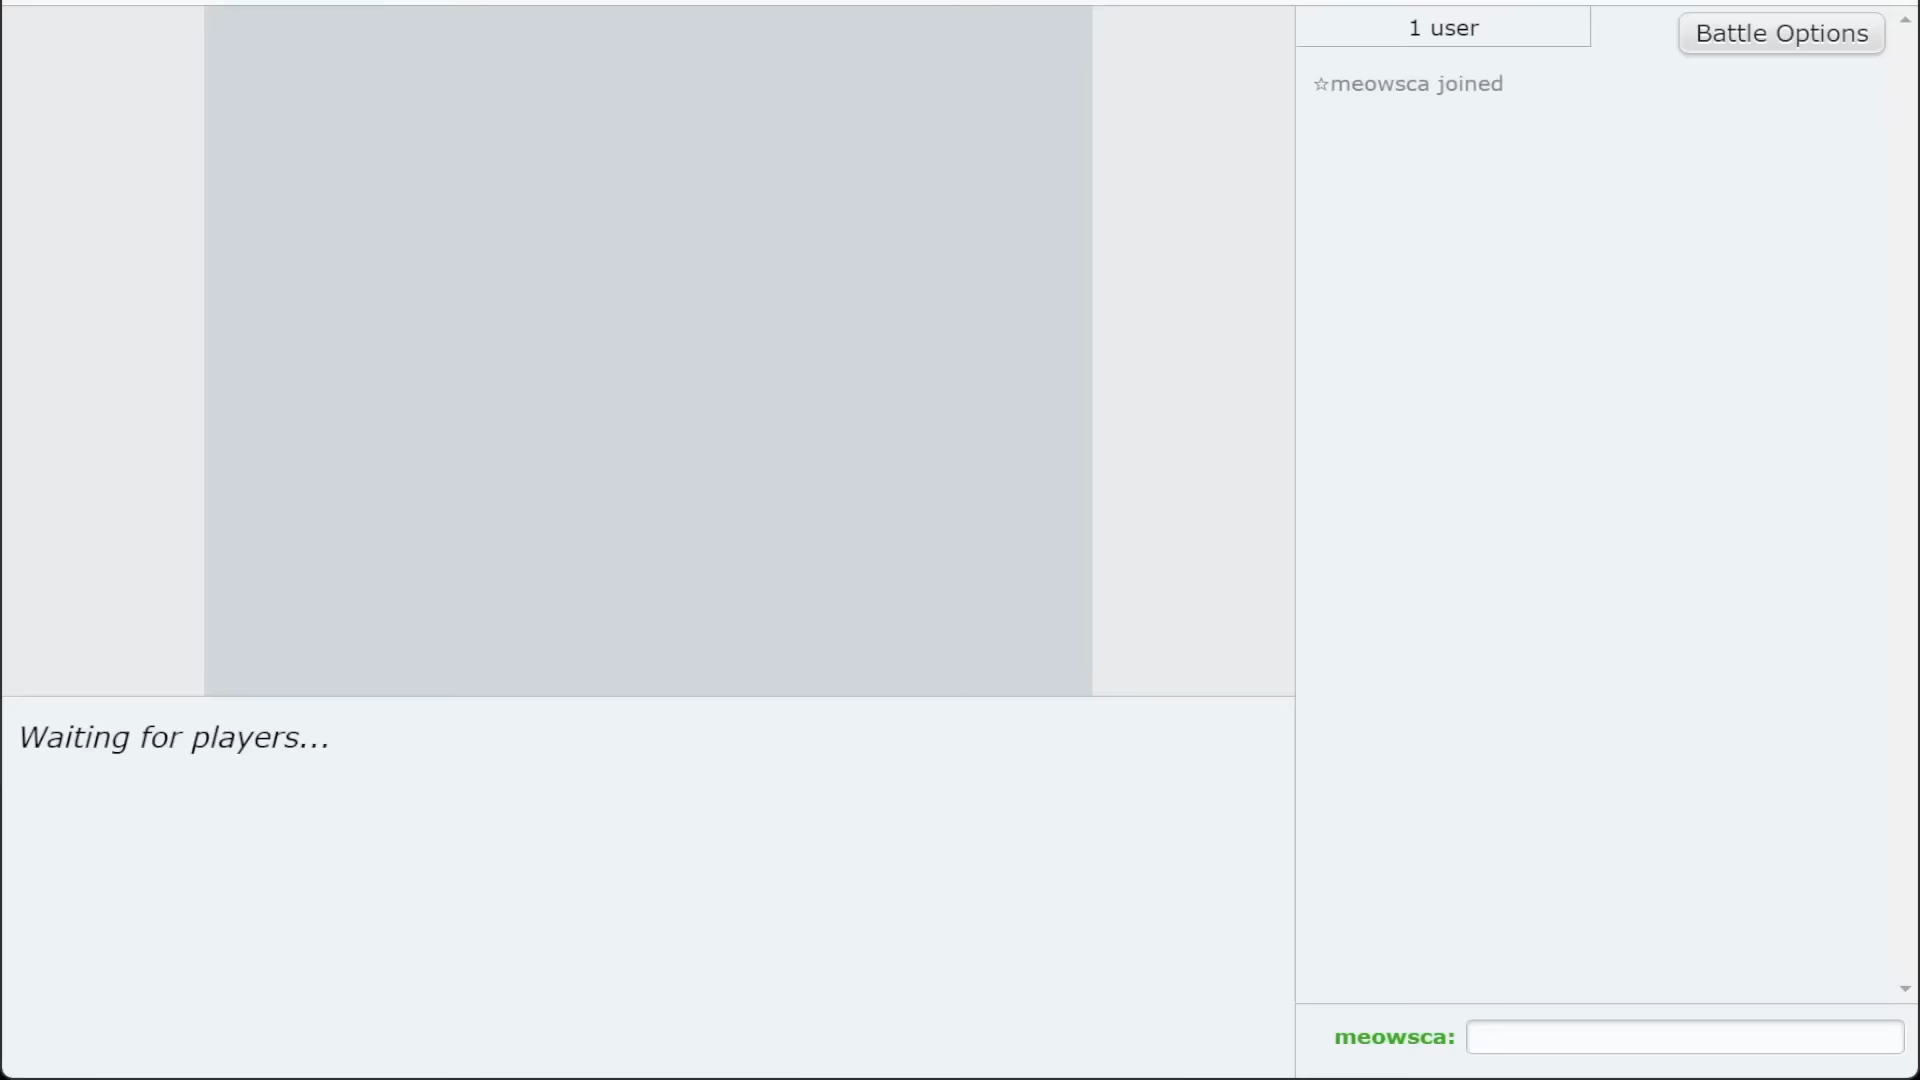 1 user
Battle Options
☆meowsca joined
Waiting for players...
meowsca: